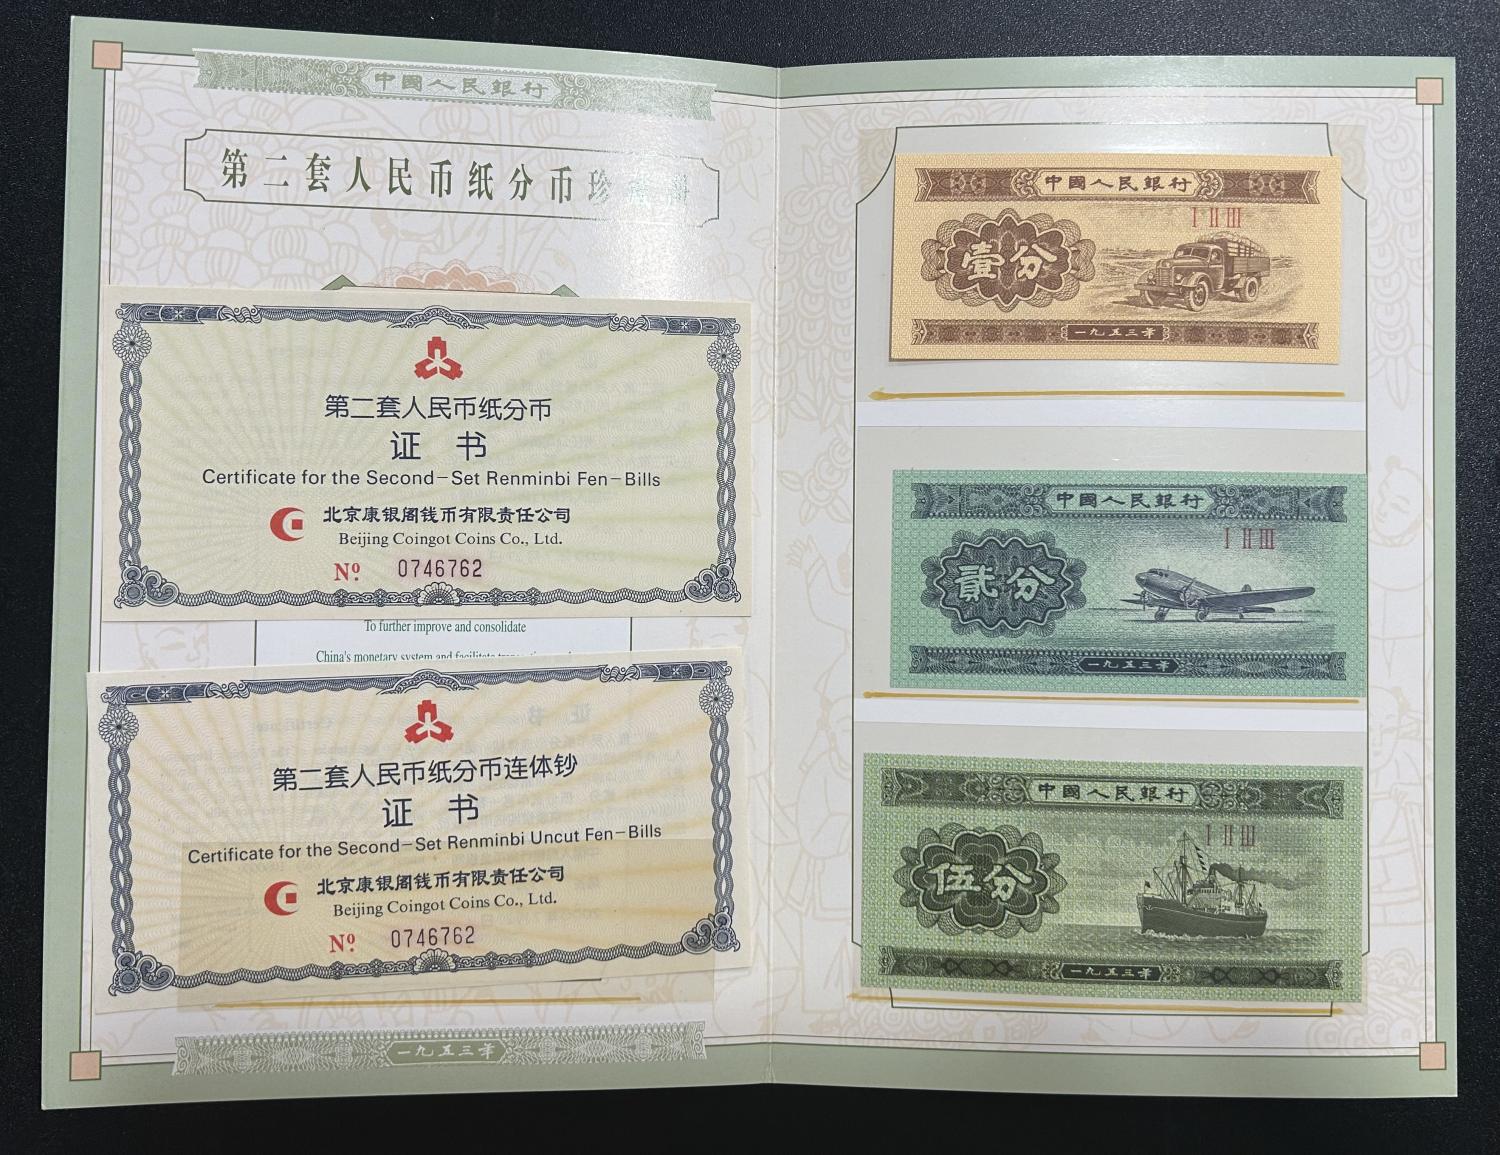 中國人民銀行
第二套人民币纸分币珍藏册
第二套人民币纸分币
证 书
Certificate for the Second-Set Renminbi Fen-Bills
北京康银阁钱币有限责任公司
Beijing Coingot Coins Co., Ltd.
Nº 0746762
To further improve and consolidate
China's monetary system and facilitate
第二套人民币纸分币连体钞
证 书
Certificate for the Second-Set Renminbi Uncut Fen-Bills
北京康银阁钱币有限责任公司
Beijing Coingot Coins Co., Ltd.
Nº 0746762
一九五三年
中國人民銀行
I II III
壹分
一九五三年
中國人民銀行
I II III
贰分
一九五三年
中國人民銀行
I II III
伍分
一九五三年